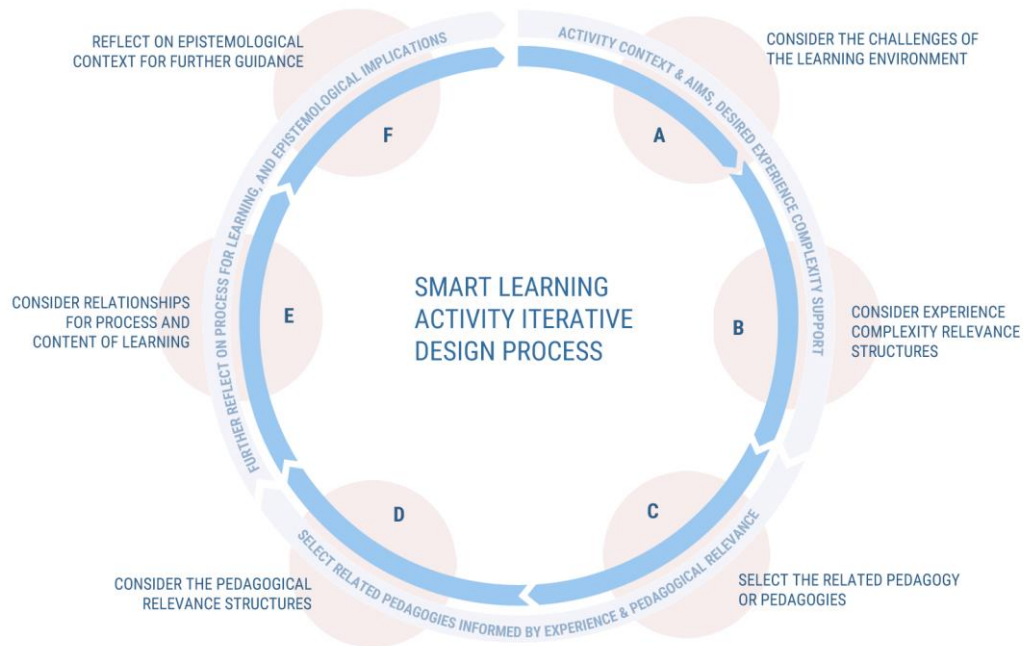 REFLECT ON EPISTEMOLOGICAL
CONTEXT FOR FURTHER GUIDANCE
CONSIDER THE CHALLENGES OF
THE LEARNING ENVIRONMENT
ACTIVITY CONTEXT & AIMS, DESIRED EXPERIENCE COMPLEXITY SUPPORT
FURTHER REFLECT ON PROCESS FOR LEARNING, AND EPISTEMOLOGICAL IMPLICATIONS
F
A
SMART LEARNING
ACTIVITY ITERATIVE
DESIGN PROCESS
CONSIDER RELATIONSHIPS
FOR PROCESS AND
CONTENT OF LEARNING
E
B
CONSIDER EXPERIENCE
COMPLEXITY RELEVANCE
STRUCTURES
D
C
SELECT RELATED PEDAGOGIES INFORMED BY EXPERIENCE & PEDAGOGICAL RELEVANCE
CONSIDER THE PEDAGOGICAL
RELEVANCE STRUCTURES
SELECT THE RELATED PEDAGOGY
OR PEDAGOGIES